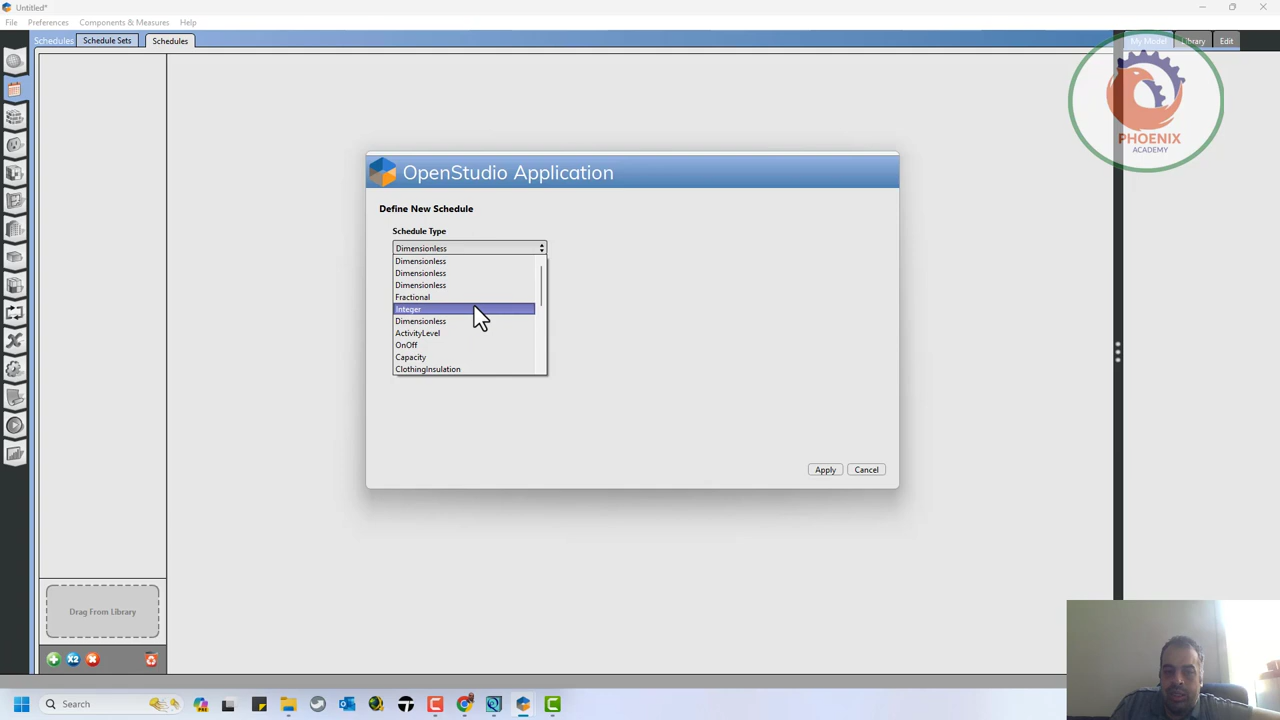 Untitled*
File Preferences Components & Measures Help
Schedules Schedule Sets Schedules
My Model Library Edit
PHOENIX
ACADEMY
OpenStudio Application
Define New Schedule
Schedule Type
Dimensionless
Dimensionless
Dimensionless
Dimensionless
Fractional
Integer
Dimensionless
ActivityLevel
OnOff
Capacity
ClothingInsulation
Apply Cancel
Drag From Library
X2
Search